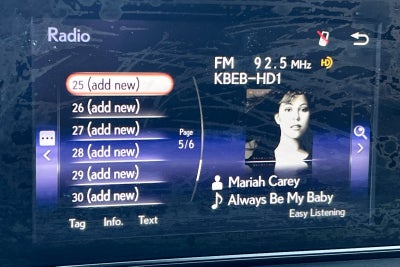 Radio
FM 92.5 MHz HD
KBEB-HD1
25 (add new)
26 (add new)
27 (add new)
28 (add new)
29 (add new)
30 (add new)
Page
5/6
Mariah Carey
Always Be My Baby
Easy Listening
Tag Info. Text